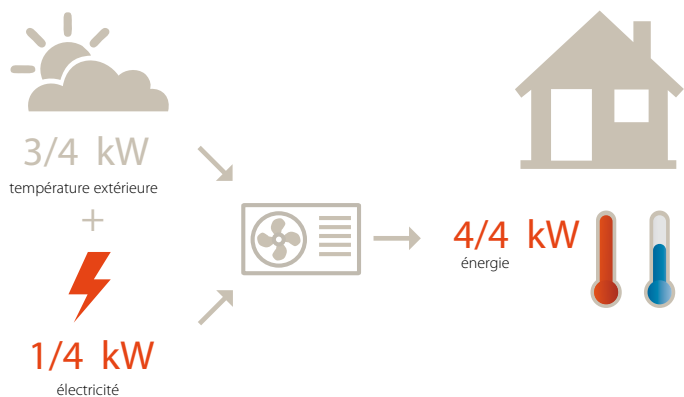 3/4 kW
température extérieure
+
1/4 kW
électricité
4/4 kW
énergie